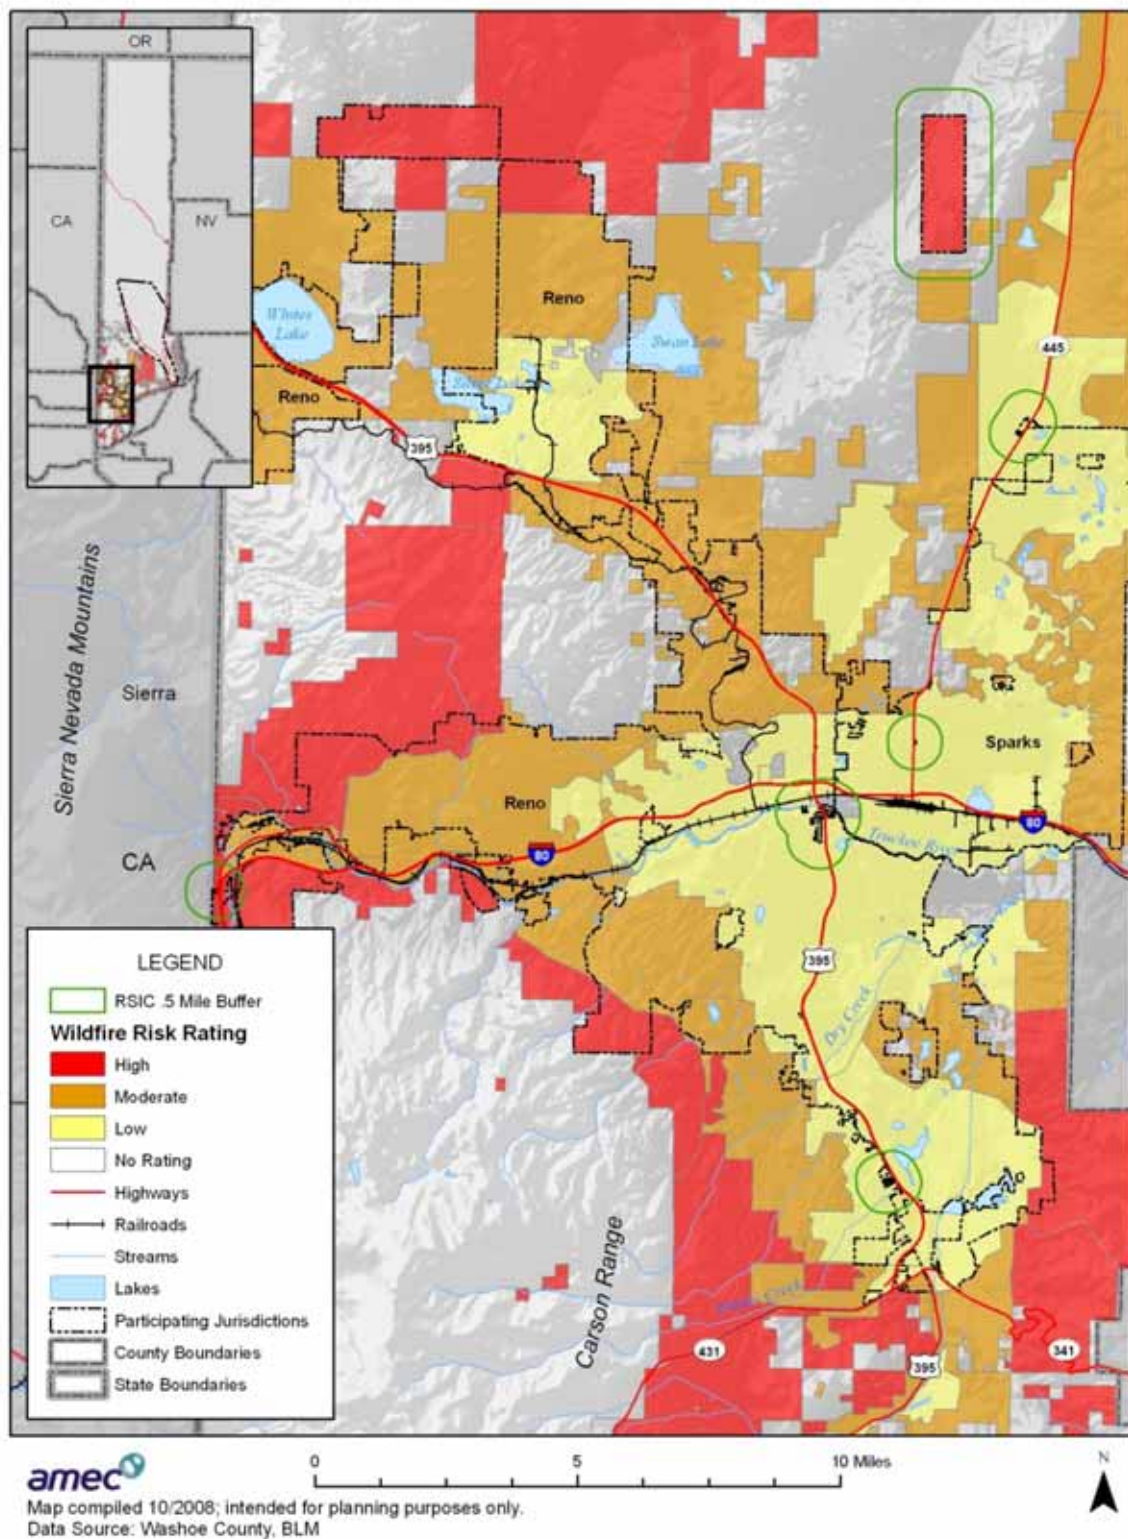 OR
CA
NV
Reno
Swan Lake
445
Reno
395
Sierra Nevada Mountains
Sierra
Sparks
Reno
80
80
Truckee River
CA
395
Dry Creek
LEGEND
RSIC .5 Mile Buffer
Wildfire Risk Rating
High
Moderate
Low
No Rating
Highways
Railroads
Streams
Lakes
Participating Jurisdictions
County Boundaries
State Boundaries
Carson Range
Creek
431
395
341
amec
0
5
10 Miles
N
Map compiled 10/2008; intended for planning purposes only.
Data Source: Washoe County, BLM